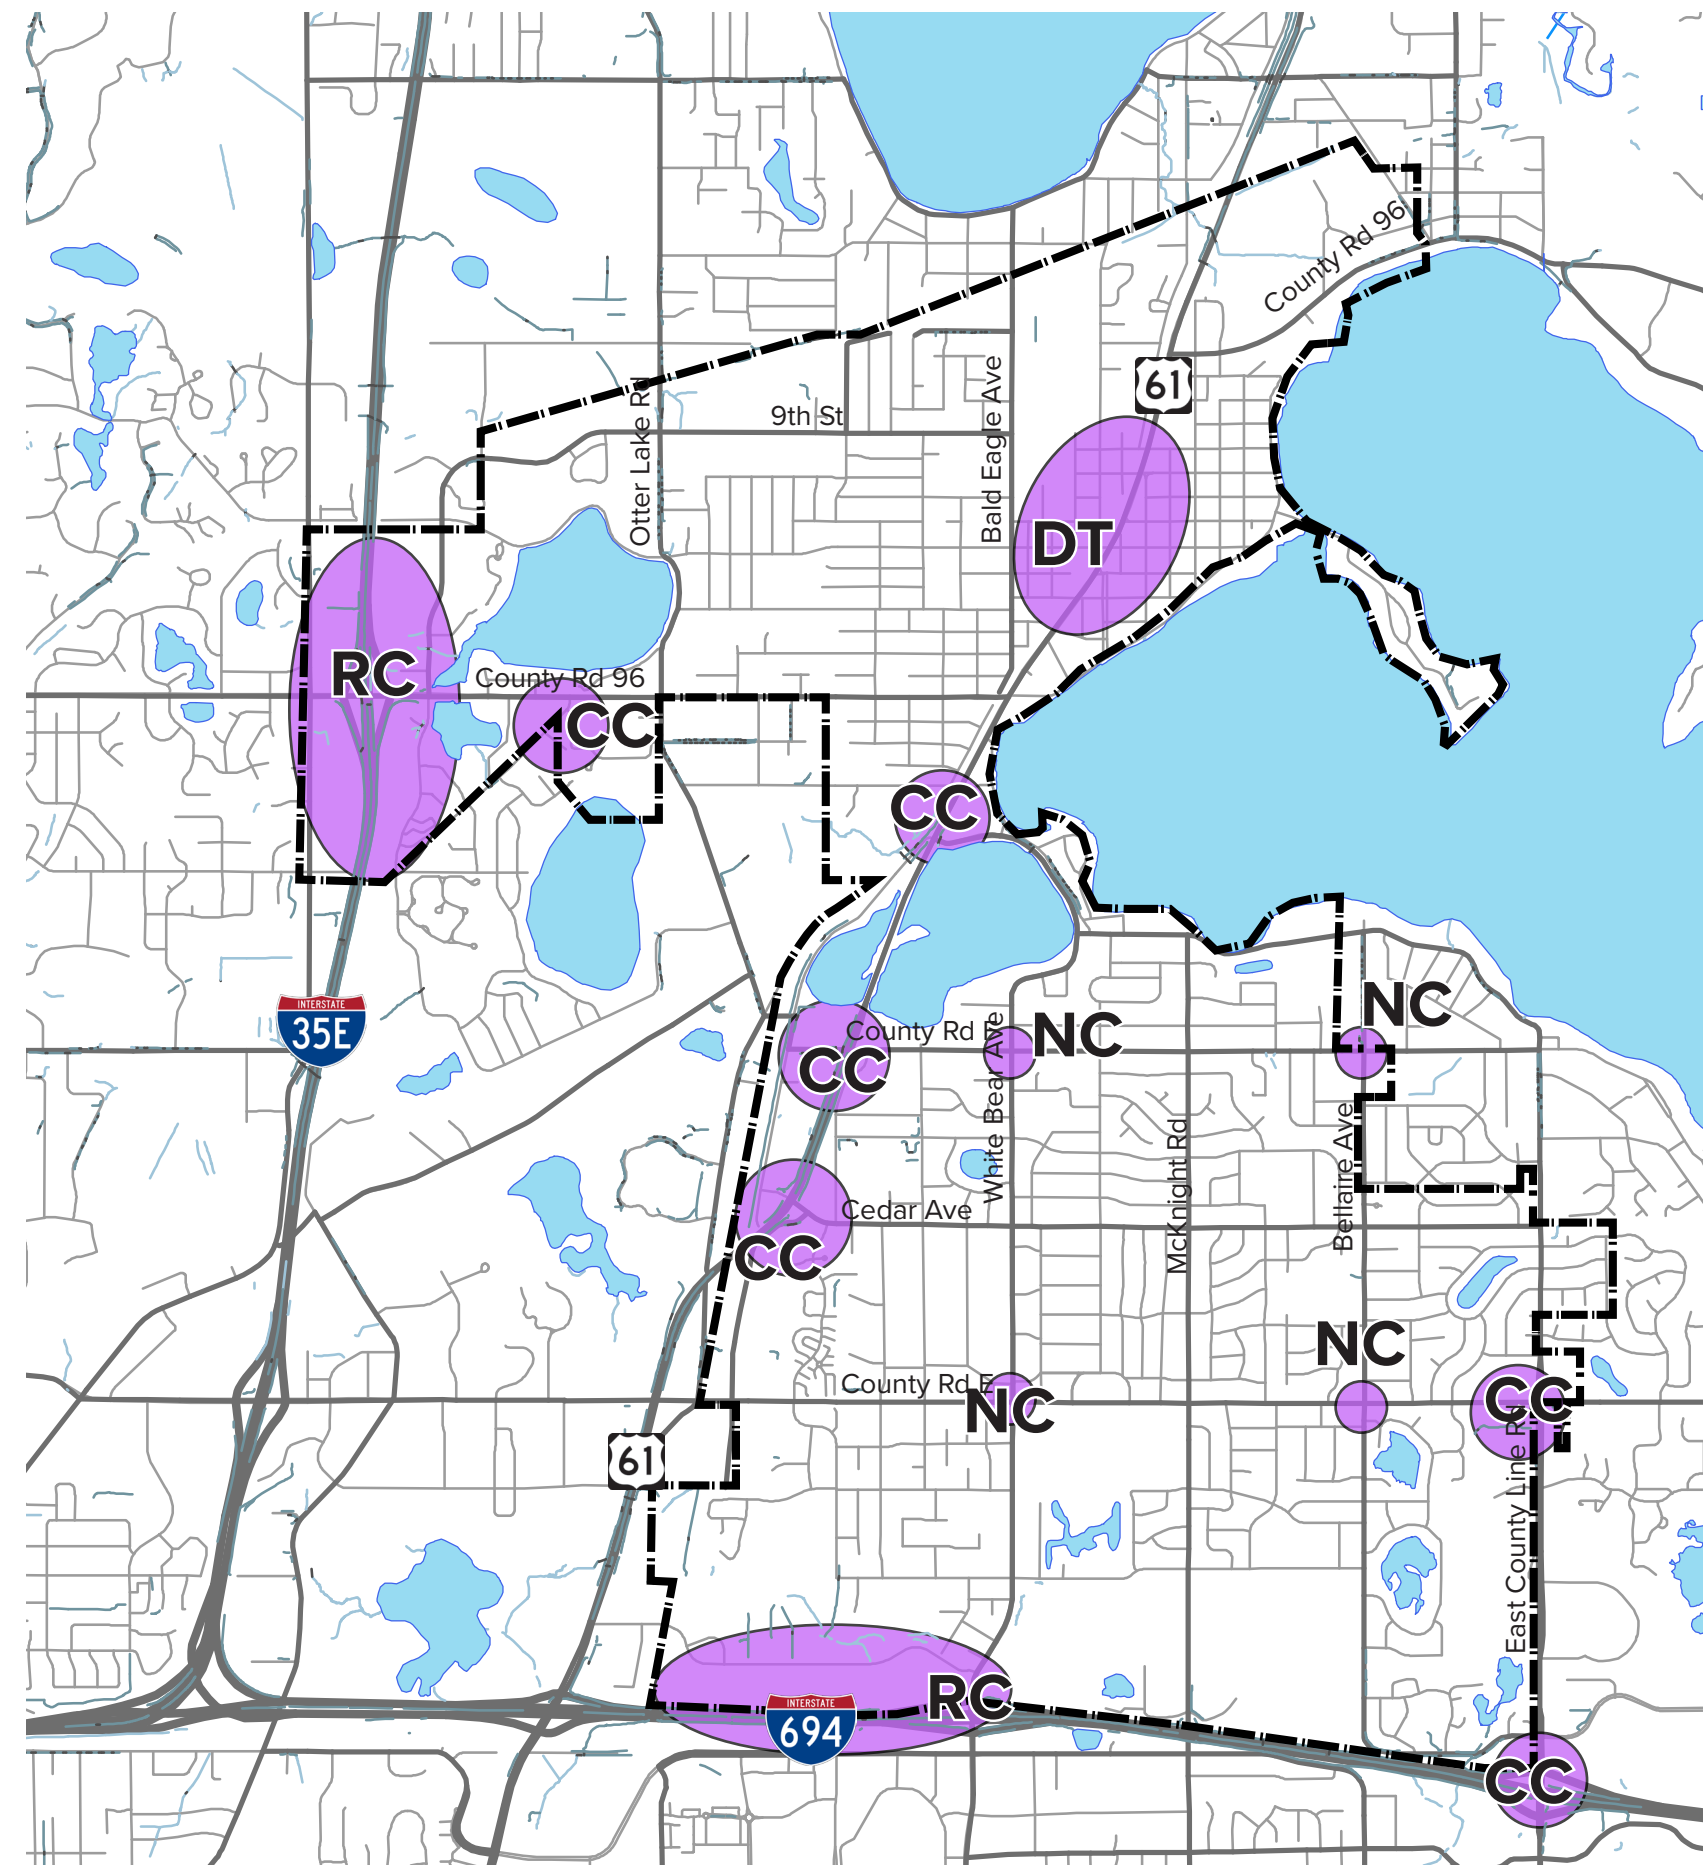 County Rd 96
61
Otter Lake Rd
9th St
Bald Eagle Ave
DT
RC
County Rd 96
CC
CC
INTERSTATE
35E
NC
County Rd F
NC
CC
White Bear Ave
McKnight Rd
Bellaire Ave
Cedar Ave
CC
NC
County Rd E
NC
CC
61
East County Line Rd
RC
INTERSTATE
694
CC